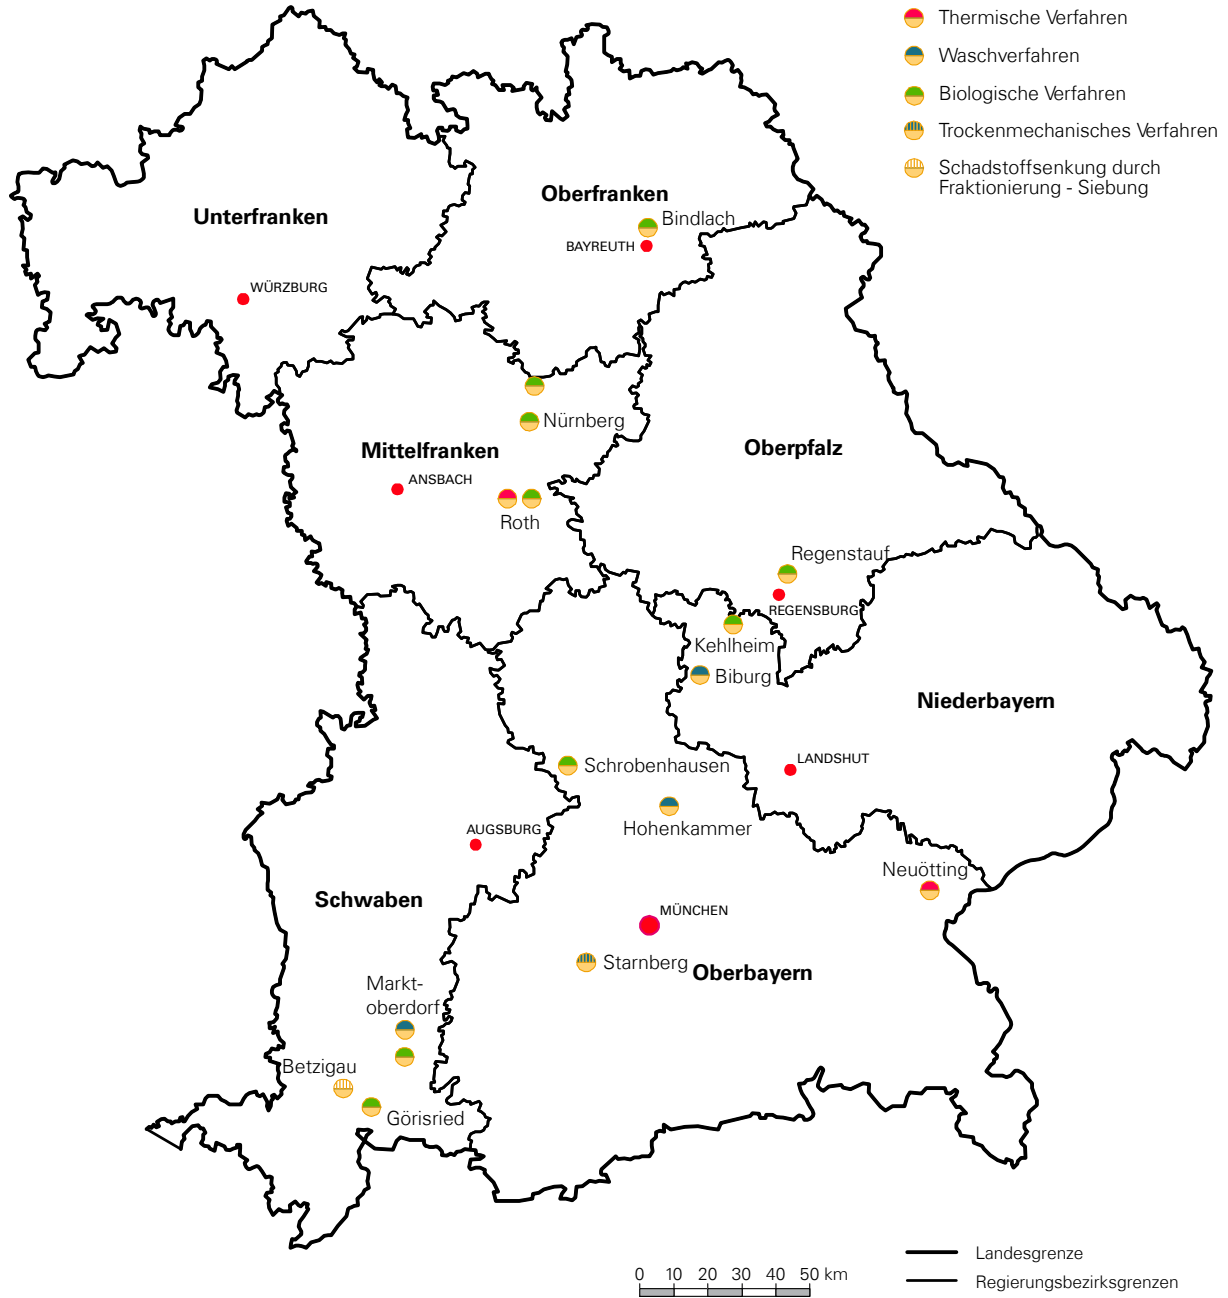 Thermische Verfahren
Waschverfahren
Biologische Verfahren
Trockenmechanisches Verfahren
Schadstoffsenkung durch
Fraktionierung - Siebung
Oberfranken
Unterfranken
Bindlach
BAYREUTH
WÜRZBURG
Nürnberg
Mittelfranken
Oberpfalz
ANSBACH
Roth
Regenstauf
REGENSBURG
Kehlheim
Biburg
Niederbayern
LANDSHUT
Schrobenhausen
Hohenkammer
AUGSBURG
Neuötting
Schwaben
MÜNCHEN
Starnberg
Oberbayern
Markt-
oberdorf
Betzigau
Görisried
Landesgrenze
Regierungsbezirksgrenzen
0 10 20 30 40 50 km